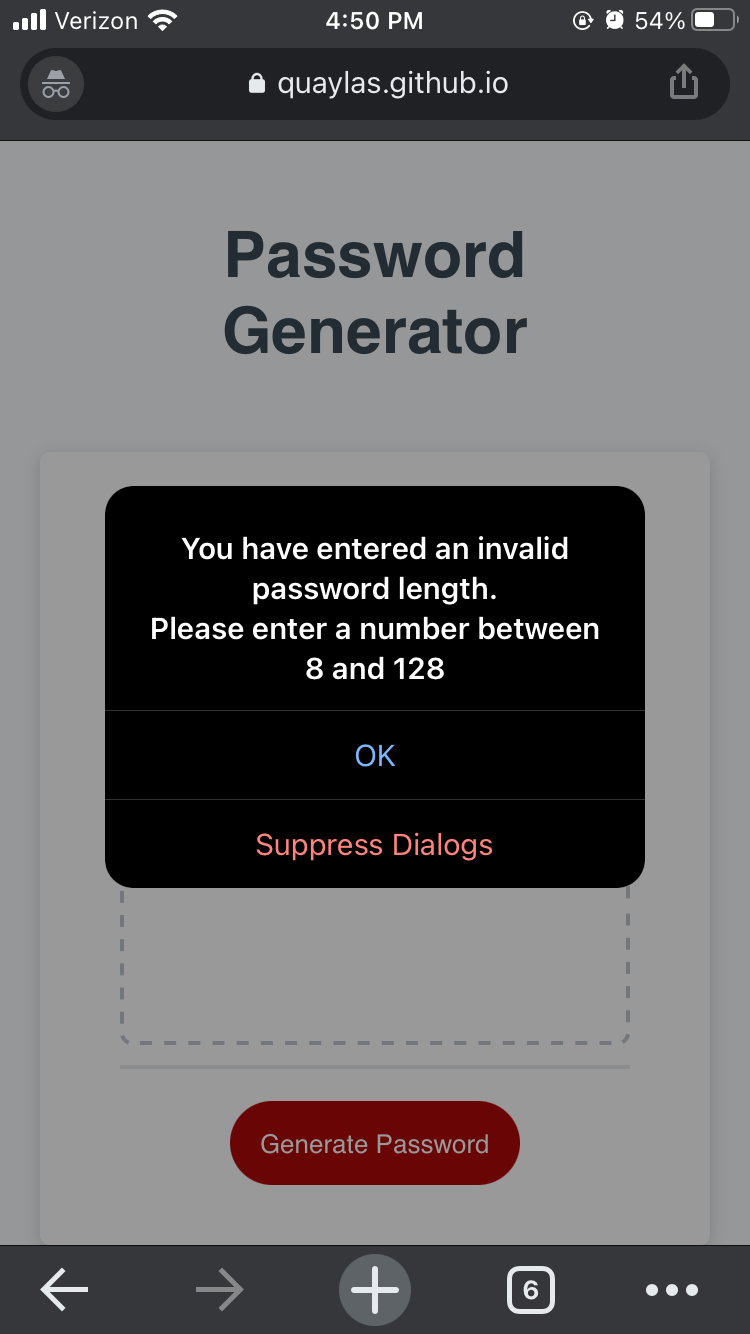 Verizon 4:50 PM 54%
quaylas.github.io
Password
Generator
You have entered an invalid
password length.
Please enter a number between
8 and 128
OK
Suppress Dialogs
Generate Password
6